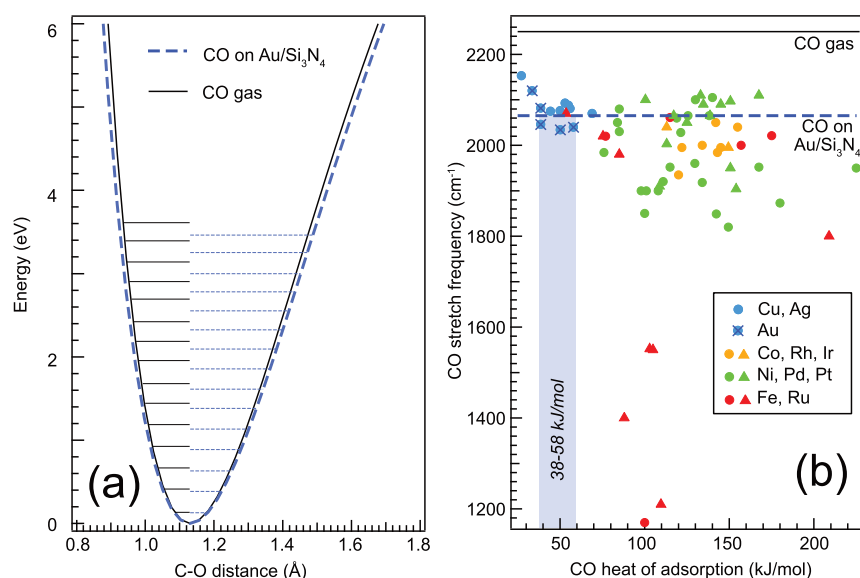 6
4
2
0
Energy (eV)
0.8
1.0
1.2
1.4
1.6
1.8
C-O distance (Å)
CO on Au/Si₃N₄
CO gas
(a)
2200
2000
1800
1600
1400
1200
CO stretch frequency (cm⁻¹)
50
100
150
200
CO heat of adsorption (kJ/mol)
CO gas
CO on
Au/Si₃N₄
38-58 kJ/mol
Cu, Ag
Au
Co, Rh, Ir
Ni, Pd, Pt
Fe, Ru
(b)